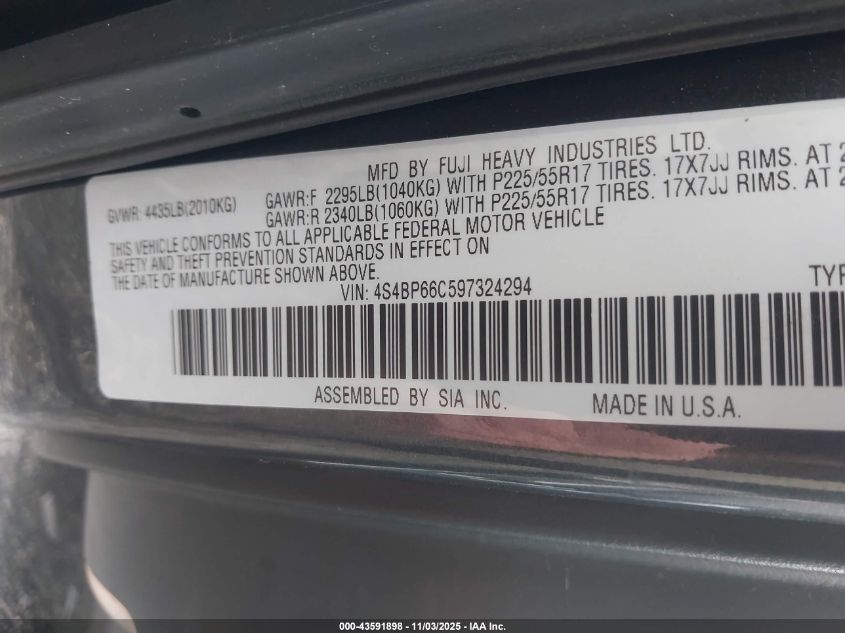 MFD BY FUJI HEAVY INDUSTRIES LTD.
GVWR: 4435LB(2010KG)
GAWR:F 2295LB(1040KG) WITH P225/55R17 TIRES. 17X7JJ RIMS. AT 2
GAWR:R 2340LB(1060KG) WITH P225/55R17 TIRES. 17X7JJ RIMS. AT 2
THIS VEHICLE CONFORMS TO ALL APPLICABLE FEDERAL MOTOR VEHICLE
SAFETY AND THEFT PREVENTION STANDARDS IN EFFECT ON
THE DATE OF MANUFACTURE SHOWN ABOVE.
VIN: 4S4BP66C597324294
TYP
ASSEMBLED BY SIA INC.
MADE IN U.S.A.
000-43591898 - 11/03/2025 - IAA Inc.